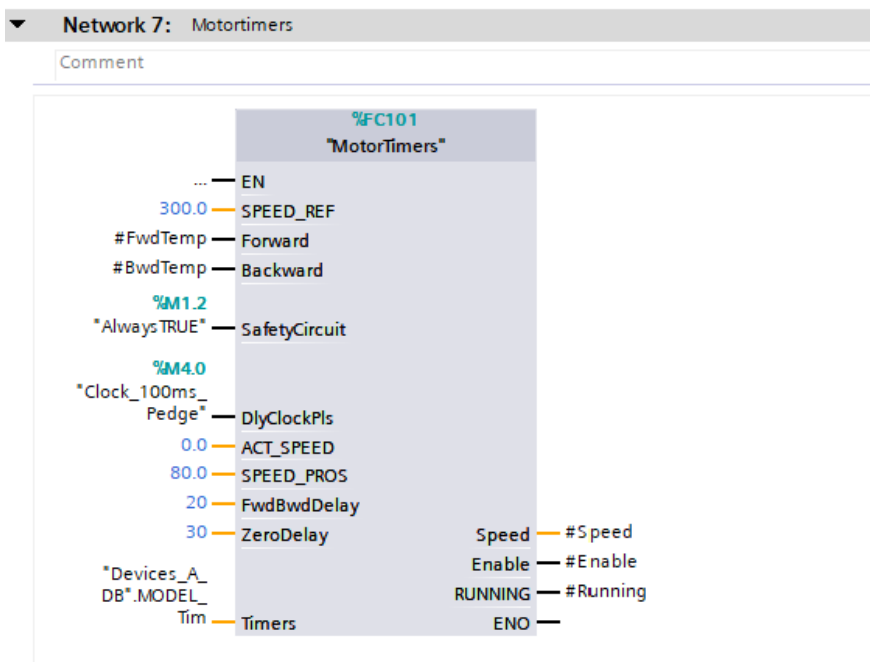 Network 7: Motortimers
Comment
%FC101
"MotorTimers"
... EN
300.0 SPEED_REF
#FwdTemp Forward
#BwdTemp Backward
%M1.2
"AlwaysTRUE" SafetyCircuit
%M4.0
"Clock_100ms_
Pedge" DlyClockPls
0.0 ACT_SPEED
80.0 SPEED_PROS
20 FwdBwdDelay
30 ZeroDelay Speed #Speed
Enable #Enable
"Devices_A_
DB".MODEL_ RUNNING #Running
Tim Timers ENO